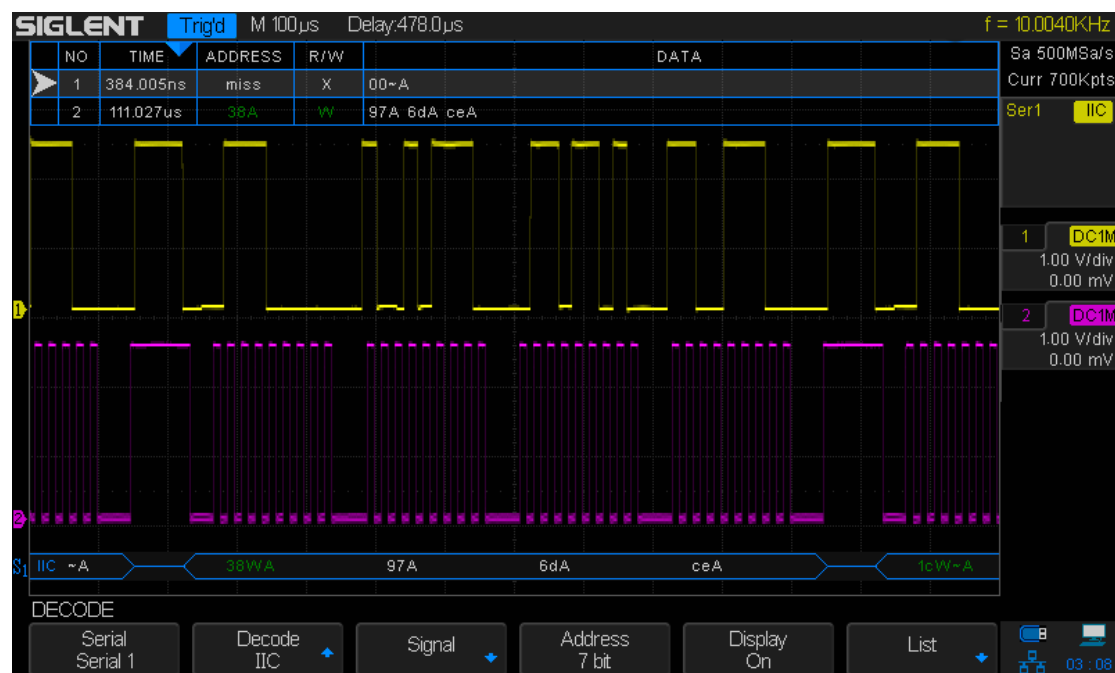 SIGLENT Trig'd M 100µs Delay:478.0µs f = 10.0040KHz
NO TIME ADDRESS R/W DATA
1 384.005ns miss X 00~A
2 111.027us 38A W 97A 6dA ceA
Sa 500MSa/s
Curr 700Kpts
Ser1 IIC
1 DC1M
1.00 V/div
0.00 mV
2 DC1M
1.00 V/div
0.00 mV
1
2
S1 IIC ~A 38WA 97A 6dA ceA 1cW~A
DECODE
Serial
Serial 1
Decode
IIC
Signal
Address
7 bit
Display
On
List
03 : 08